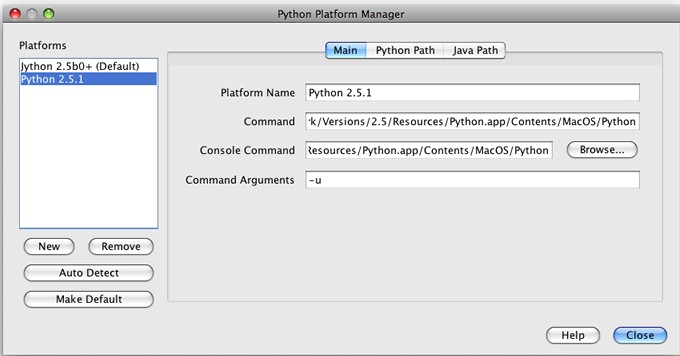 Python Platform Manager
Platforms
Jython 2.5b0+ (Default)
Python 2.5.1
New Remove
Auto Detect
Make Default
Main Python Path Java Path
Platform Name Python 2.5.1
Command rk/Versions/2.5/Resources/Python.app/Contents/MacOS/Python
Console Command Resources/Python.app/Contents/MacOS/Python Browse...
Command Arguments -u
Help Close